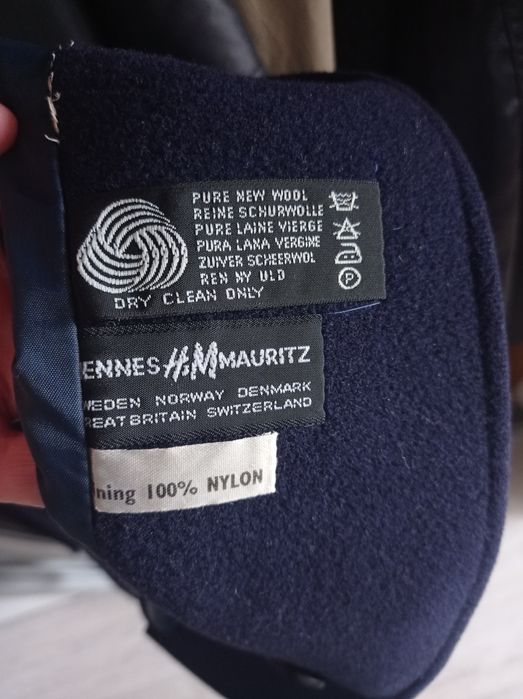 PURE NEW WOOL
REINE SCHURWOLLE
PURE LAINE VIERGE
PURA LANA VERGINE
ZUIVER SCHEERWOL
REN NY ULD
DRY CLEAN ONLY
P
ENNES H&M MAURITZ
WEDEN NORWAY DENMARK
REAT BRITAIN SWITZERLAND
ning 100% NYLON